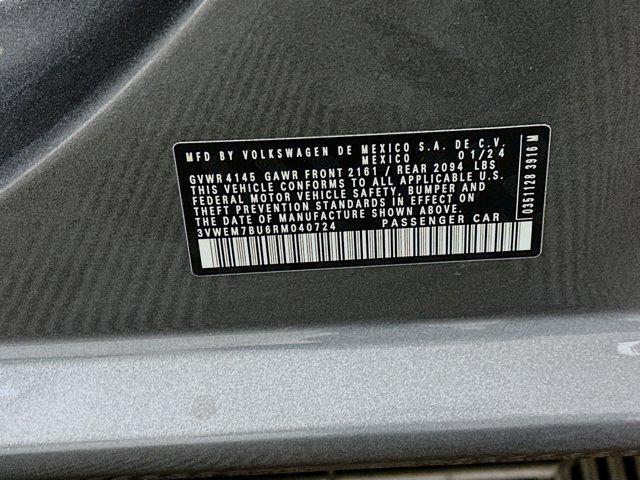 MFD BY VOLKSWAGEN DE MEXICO S.A. DE C.V.
MEXICO 01/24
GVWR 4145 GAWR FRONT 2161 / REAR 2094 LBS
THIS VEHICLE CONFORMS TO ALL APPLICABLE U.S.
FEDERAL MOTOR VEHICLE SAFETY, BUMPER AND
THEFT PREVENTION STANDARDS IN EFFECT ON
THE DATE OF MANUFACTURE SHOWN ABOVE.
3VWEM7BU6RM040724 PASSENGER CAR
0351128 3916 M